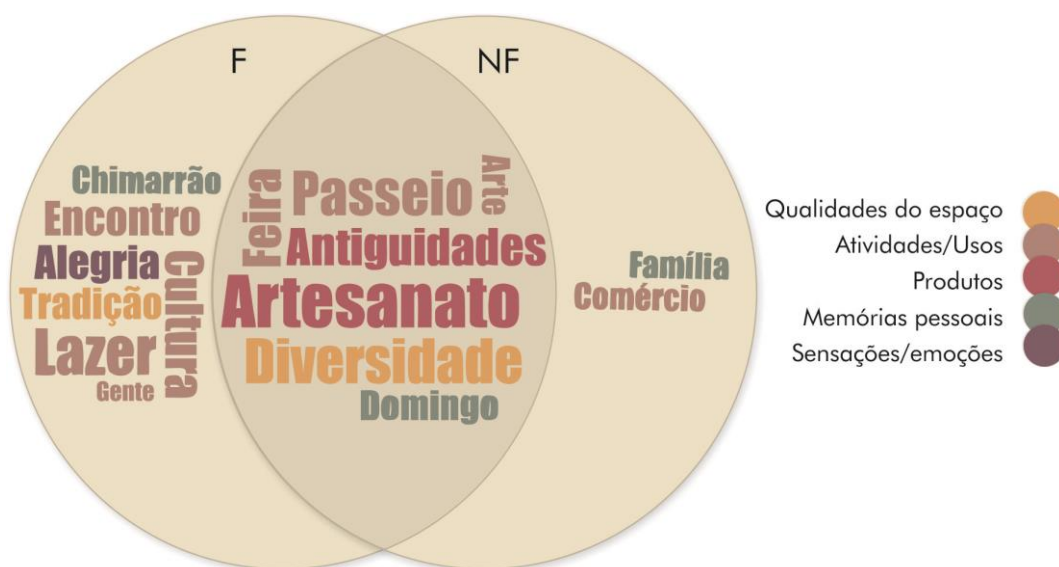 F
NF
Chimarrão
Encontro
Alegria
Tradição
Cultura
Lazer
Gente
Feira
Passeio
Arte
Antiguidades
Artesanato
Diversidade
Domingo
Família
Comércio
Qualidades do espaço
Atividades/Usos
Produtos
Memórias pessoais
Sensações/emoções